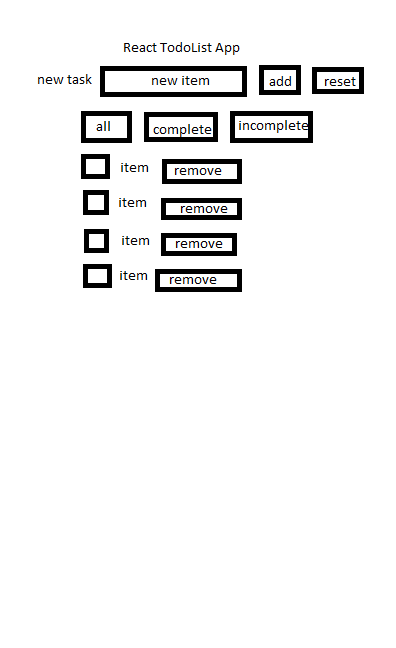 React TodoList App
new task new item add reset
all complete incomplete
item remove
item remove
item remove
item remove